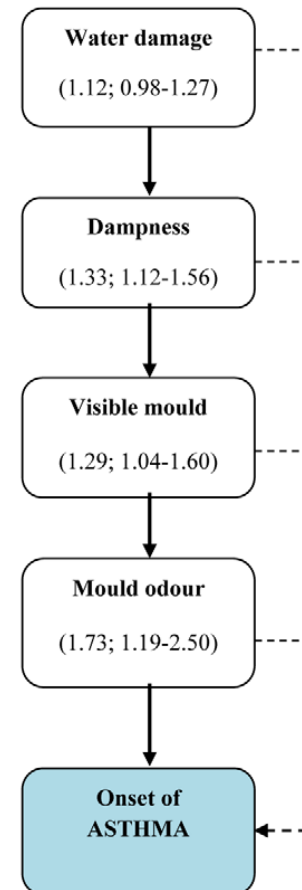 Water damage
(1.12; 0.98-1.27)
Dampness
(1.33; 1.12-1.56)
Visible mould
(1.29; 1.04-1.60)
Mould odour
(1.73; 1.19-2.50)
Onset of
ASTHMA